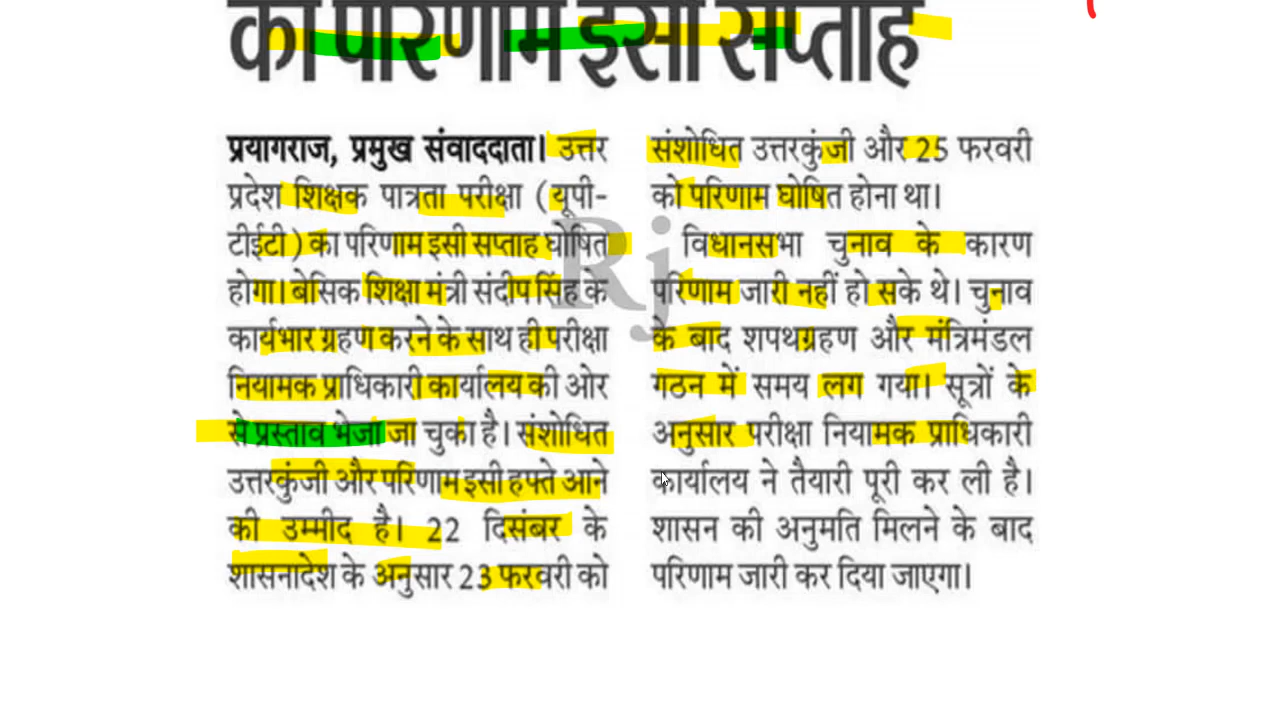 का परिणाम इसी सप्ताह
प्रयागराज, प्रमुख संवाददाता। उत्तर
प्रदेश शिक्षक पात्रता परीक्षा (यूपी-
टीईटी) का परिणाम इसी सप्ताह घोषित
होगा। बेसिक शिक्षा मंत्री संदीप सिंह के
कार्यभार ग्रहण करने के साथ ही परीक्षा
नियामक प्राधिकारी कार्यालय की ओर
से प्रस्ताव भेजा जा चुका है। संशोधित
उत्तरकुंजी और परिणाम इसी हफ्ते आने
की उम्मीद है। 22 दिसंबर के
शासनादेश के अनुसार 23 फरवरी को
संशोधित उत्तरकुंजी और 25 फरवरी
को परिणाम घोषित होना था।
विधानसभा चुनाव के कारण
परिणाम जारी नहीं हो सके थे। चुनाव
के बाद शपथग्रहण और मंत्रिमंडल
गठन में समय लग गया। सूत्रों के
अनुसार परीक्षा नियामक प्राधिकारी
कार्यालय ने तैयारी पूरी कर ली है।
शासन की अनुमति मिलने के बाद
परिणाम जारी कर दिया जाएगा।
Rj